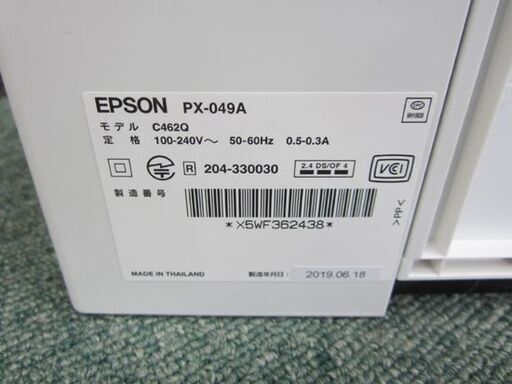 EPSON PX-049A
モデル C462Q
定格 100-240V～ 50-60Hz 0.5-0.3A
R 204-330030
2.4 DS/OF 4
VCI
製造番号
*X5WF362438*
>PP<
MADE IN THAILAND
製造年月日: 2019.06.18